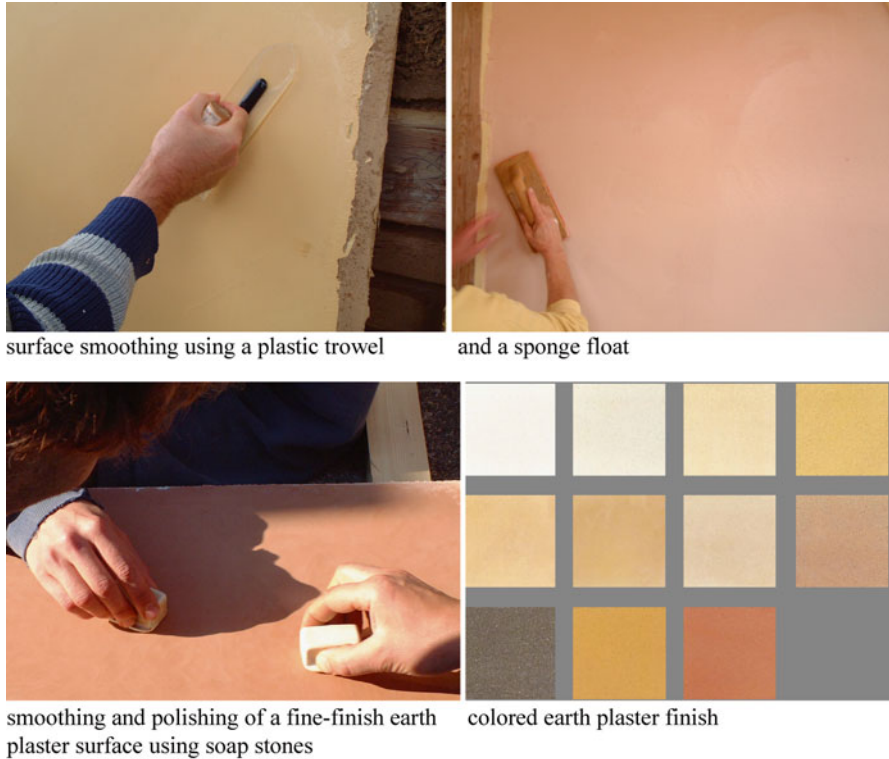 surface smoothing using a plastic trowel
and a sponge float
smoothing and polishing of a fine-finish earth
plaster surface using soap stones
colored earth plaster finish